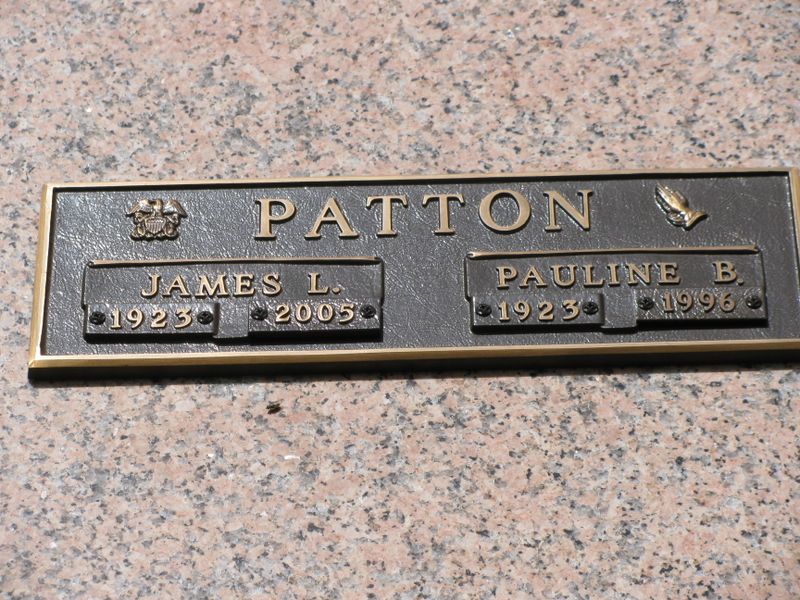 PATTON
JAMES L.
1923 2005
PAULINE B.
1923 1996